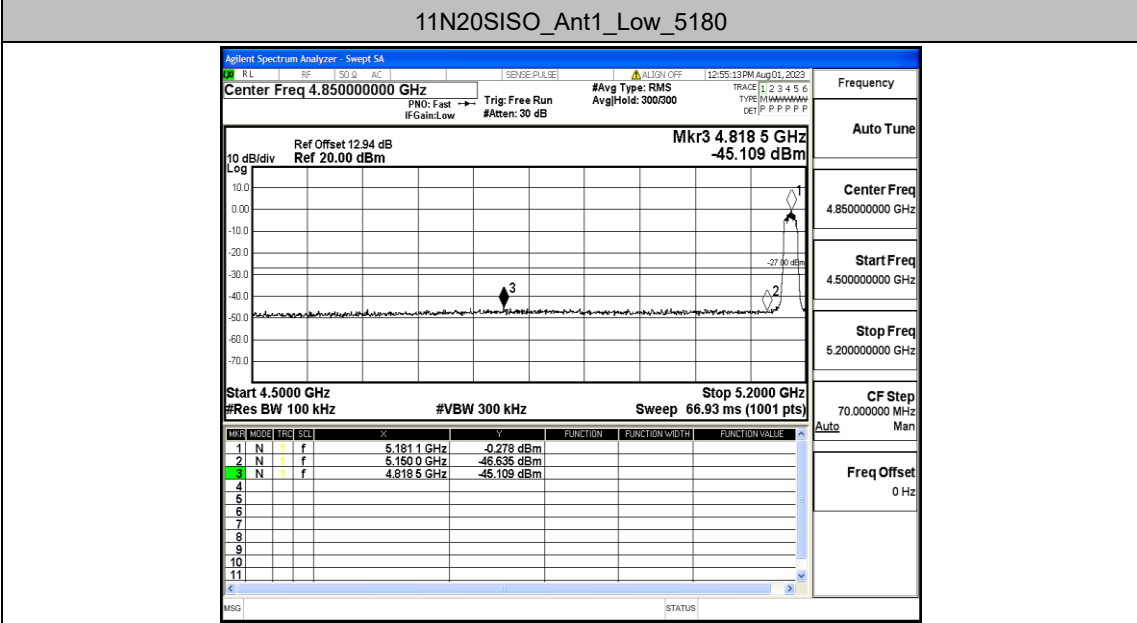 11N20SISO_Ant1_Low_5180
Agilent Spectrum Analyzer - Swept SA
RL RF 50 Ω AC SENSE:PULSE ALIGN OFF 12:55:13 PM Aug 01, 2023
Center Freq 4.850000000 GHz #Avg Type: RMS TRACE 1 2 3 4 5 6
PNO: Fast Trig: Free Run Avg|Hold: 300/300 TYPE M WWWWW
IFGain:Low #Atten: 30 dB DET P P P P P P
Mkr3 4.818 5 GHz
-45.109 dBm
Ref Offset 12.94 dB
10 dB/div Ref 20.00 dBm
Log
10.0
0.00
-10.0
-20.0
-30.0
-40.0
-50.0
-60.0
-70.0
1
-27.00 dBm
2
3
Start 4.5000 GHz Stop 5.2000 GHz
#Res BW 100 kHz #VBW 300 kHz Sweep 66.93 ms (1001 pts)
MKR MODE TRC SCL X Y FUNCTION FUNCTION WIDTH FUNCTION VALUE
1 N 1 f 5.181 1 GHz -0.278 dBm
2 N 1 f 5.150 0 GHz -46.635 dBm
3 N 1 f 4.818 5 GHz -45.109 dBm
4
5
6
7
8
9
10
11
MSG STATUS
Frequency
Auto Tune
Center Freq
4.850000000 GHz
Start Freq
4.500000000 GHz
Stop Freq
5.200000000 GHz
CF Step
70.000000 MHz
Auto Man
Freq Offset
0 Hz